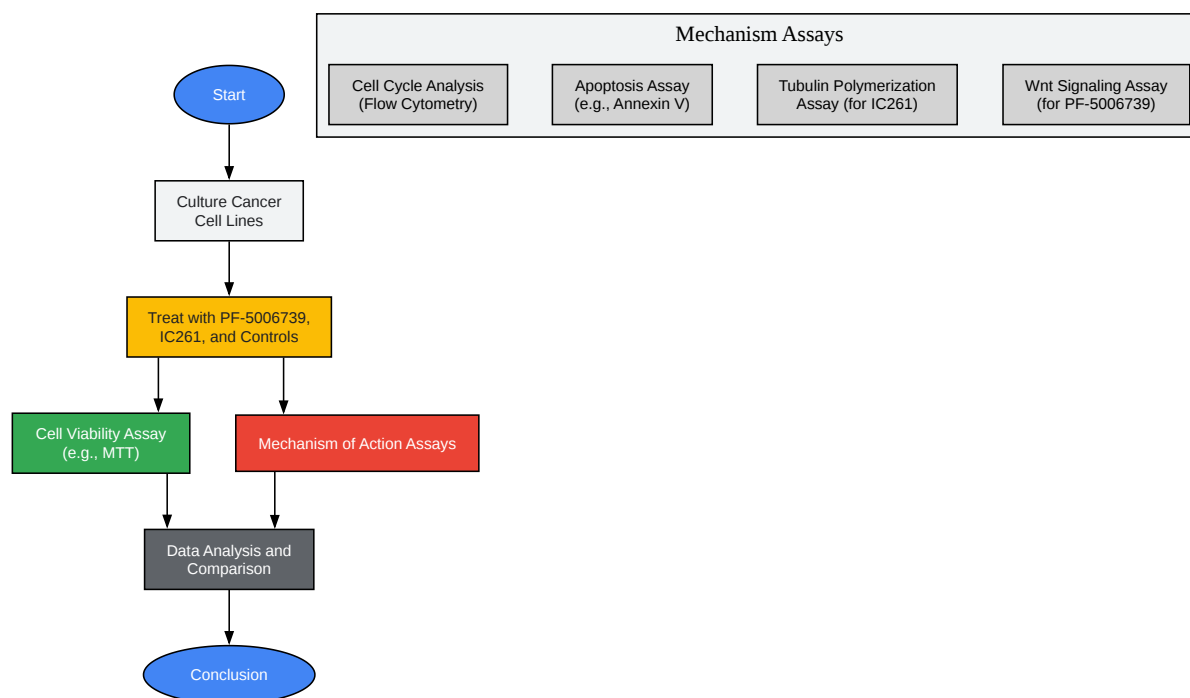 Mechanism Assays
Cell Cycle Analysis
(Flow Cytometry)
Apoptosis Assay
(e.g., Annexin V)
Tubulin Polymerization
Assay (for IC261)
Wnt Signaling Assay
(for PF-5006739)
Start
Culture Cancer
Cell Lines
Treat with PF-5006739,
IC261, and Controls
Cell Viability Assay
(e.g., MTT)
Mechanism of Action Assays
Data Analysis and
Comparison
Conclusion